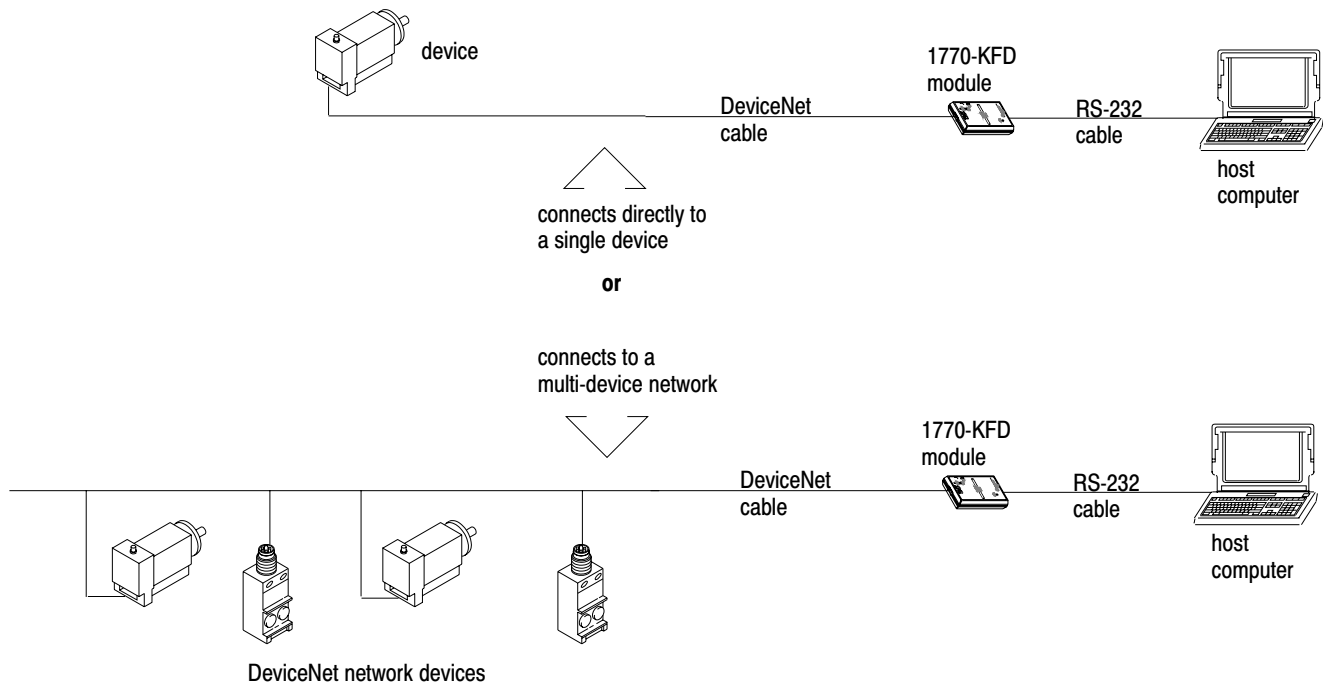 device
1770-KFD
module
DeviceNet
cable
RS-232
cable
host
computer
connects directly to
a single device
or
connects to a
multi-device network
1770-KFD
module
DeviceNet
cable
RS-232
cable
host
computer
DeviceNet network devices